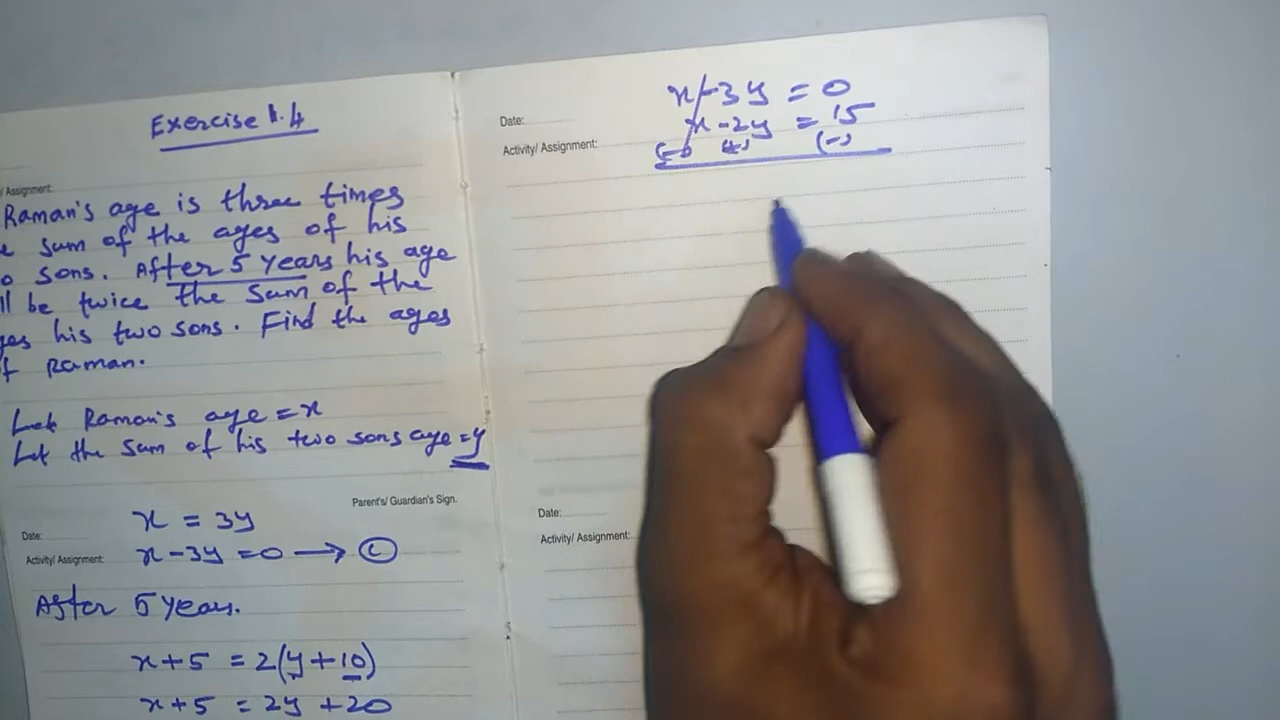 Exercise 1.4
/ Assignment:
Raman's age is three times
e sum of the ages of his
o sons. After 5 years his age
ll be twice the sum of the
ges his two sons. Find the ages
f raman.
Let Raman's age = x
Let the sum of his two sons age = y
Parent's/ Guardian's Sign.
Date:
x = 3y
Activity/ Assignment:
x - 3y = 0 →
After 5 years.
x + 5 = 2(y + 10)
x + 5 = 2y + 20
x - 3y = 0
Date:
x - 2y = 15
Activity/ Assignment:
(-) (+) (-)
Date:
Activity/ Assignment: